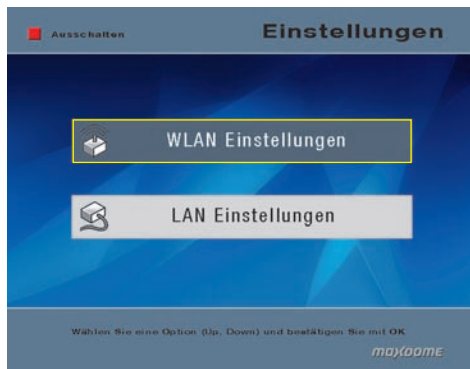 Ausschalten
Einstellungen
WLAN Einstellungen
LAN Einstellungen
Wählen Sie eine Option (Up, Down) und bestätigen Sie mit OK
maxdome